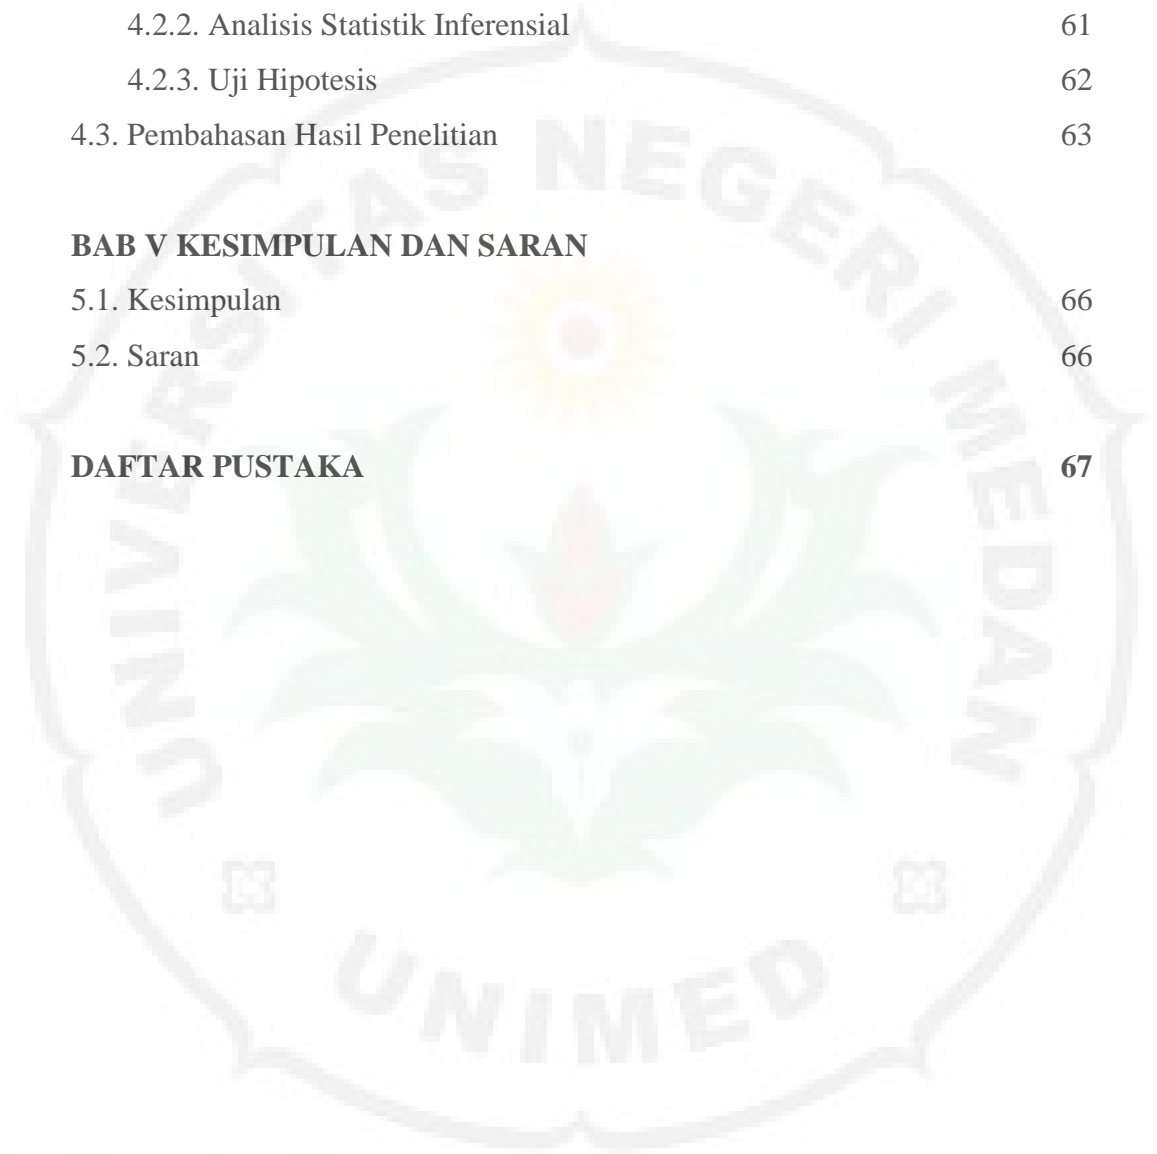 4.2.2. Analisis Statistik Inferensial 61
4.2.3. Uji Hipotesis 62
4.3. Pembahasan Hasil Penelitian 63
BAB V KESIMPULAN DAN SARAN
5.1. Kesimpulan 66
5.2. Saran 66
DAFTAR PUSTAKA 67
UNIVERSITAS NEGERI MEDAN
UNIMED